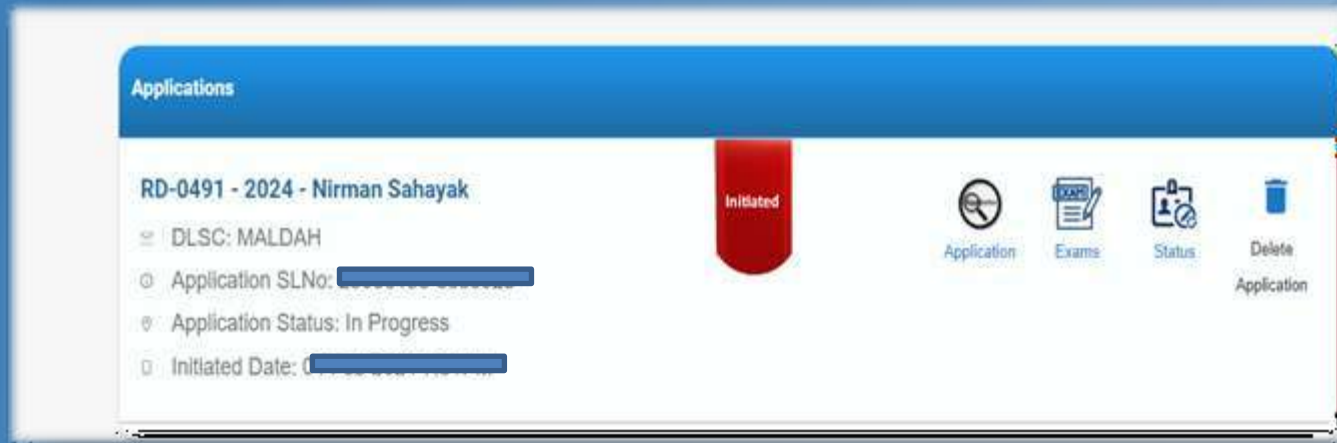 Applications
RD-0491 - 2024 - Nirman Sahayak
Initiated
DLSC: MALDAH
Application SLNo:
Application Status: In Progress
Initiated Date:
Application
Exams
Status
Delete
Application